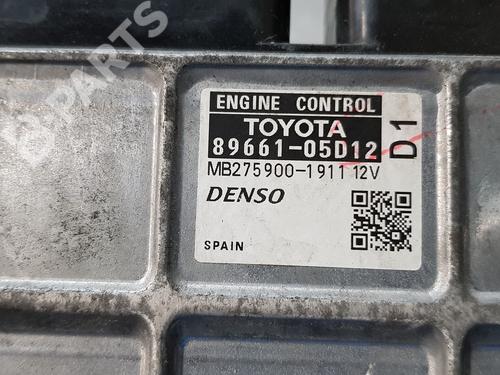 B-PARTS
ENGINE CONTROL
TOYOTA
89661-05D12
D1
MB275900-1911 12V
DENSO
SPAIN